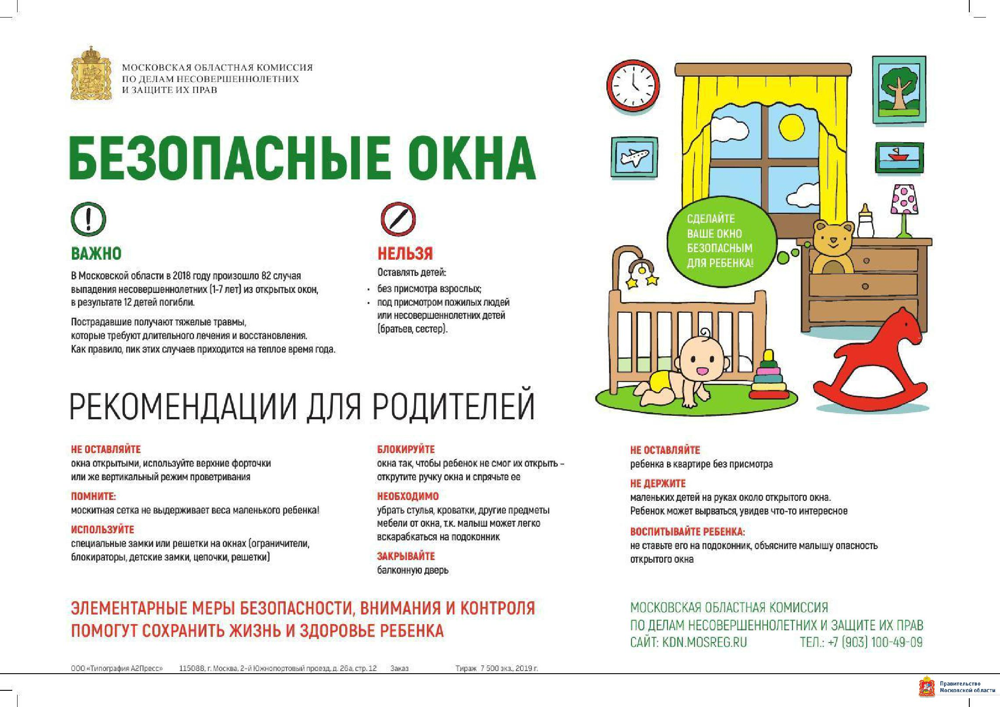 МОСКОВСКАЯ ОБЛАСТНАЯ КОМИССИЯ
ПО ДЕЛАМ НЕСОВЕРШЕННОЛЕТНИХ
И ЗАЩИТЕ ИХ ПРАВ
БЕЗОПАСНЫЕ ОКНА
ВАЖНО
В Московской области в 2018 году произошло 82 случая
выпадения несовершеннолетних (1-7 лет) из открытых окон,
в результате 12 детей погибли.
Пострадавшие получают тяжелые травмы,
которые требуют длительного лечения и восстановления.
Как правило, пик этих случаев приходится на теплое время года.
НЕЛЬЗЯ
Оставлять детей:
· без присмотра взрослых;
· под присмотром пожилых людей
или несовершеннолетних детей
(братьев, сестер).
СДЕЛАЙТЕ
ВАШЕ ОКНО
БЕЗОПАСНЫМ
ДЛЯ РЕБЕНКА!
РЕКОМЕНДАЦИИ ДЛЯ РОДИТЕЛЕЙ
НЕ ОСТАВЛЯЙТЕ
окна открытыми, используйте верхние форточки
или же вертикальный режим проветривания
ПОМНИТЕ:
москитная сетка не выдерживает веса маленького ребенка!
ИСПОЛЬЗУЙТЕ
специальные замки или решетки на окнах (ограничители,
блокираторы, детские замки, цепочки, решетки)
БЛОКИРУЙТЕ
окна так, чтобы ребенок не смог их открыть –
открутите ручку окна и спрячьте ее
НЕОБХОДИМО
убрать стулья, кроватки, другие предметы
мебели от окна, т.к. малыш может легко
вскарабкаться на подоконник
ЗАКРЫВАЙТЕ
балконную дверь
НЕ ОСТАВЛЯЙТЕ
ребенка в квартире без присмотра
НЕ ДЕРЖИТЕ
маленьких детей на руках около открытого окна.
Ребенок может вырваться, увидев что-то интересное
ВОСПИТЫВАЙТЕ РЕБЕНКА:
не ставьте его на подоконник, объясните малышу опасность
открытого окна
ЭЛЕМЕНТАРНЫЕ МЕРЫ БЕЗОПАСНОСТИ, ВНИМАНИЯ И КОНТРОЛЯ
ПОМОГУТ СОХРАНИТЬ ЖИЗНЬ И ЗДОРОВЬЕ РЕБЕНКА
МОСКОВСКАЯ ОБЛАСТНАЯ КОМИССИЯ
ПО ДЕЛАМ НЕСОВЕРШЕННОЛЕТНИХ И ЗАЩИТЕ ИХ ПРАВ
САЙТ: KDN.MOSREG.RU ТЕЛ.: +7 (903) 100-49-09
ООО «Типография А2Пресс» 115088, г. Москва, 2-й Южнопортовый проезд, д. 26а, стр. 12 Заказ Тираж 7 500 экз., 2019 г.
Правительство
Московской области